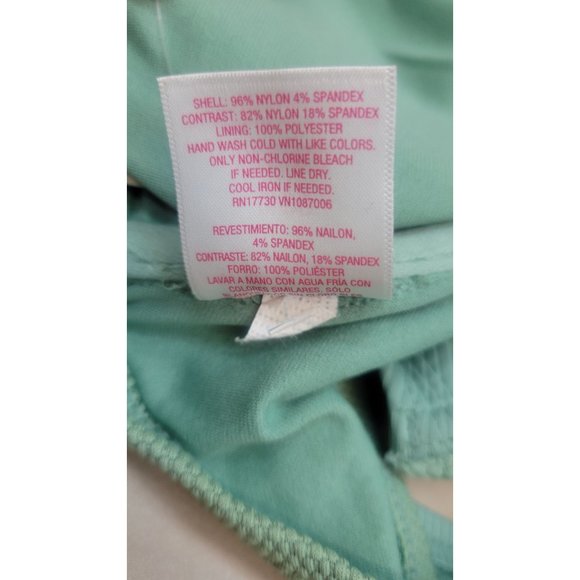 SHELL: 96% NYLON 4% SPANDEX
CONTRAST: 82% NYLON 18% SPANDEX
LINING: 100% POLYESTER
HAND WASH COLD WITH LIKE COLORS.
ONLY NON-CHLORINE BLEACH
IF NEEDED. LINE DRY.
COOL IRON IF NEEDED.
RN17730 VN1087006
REVESTIMIENTO: 96% NAILON,
4% SPANDEX
CONTRASTE: 82% NAILON, 18% SPANDEX
FORRO: 100% POLIÉSTER
LAVAR A MANO CON AGUA FRÍA CON
COLORES SIMILARES, SÓLO